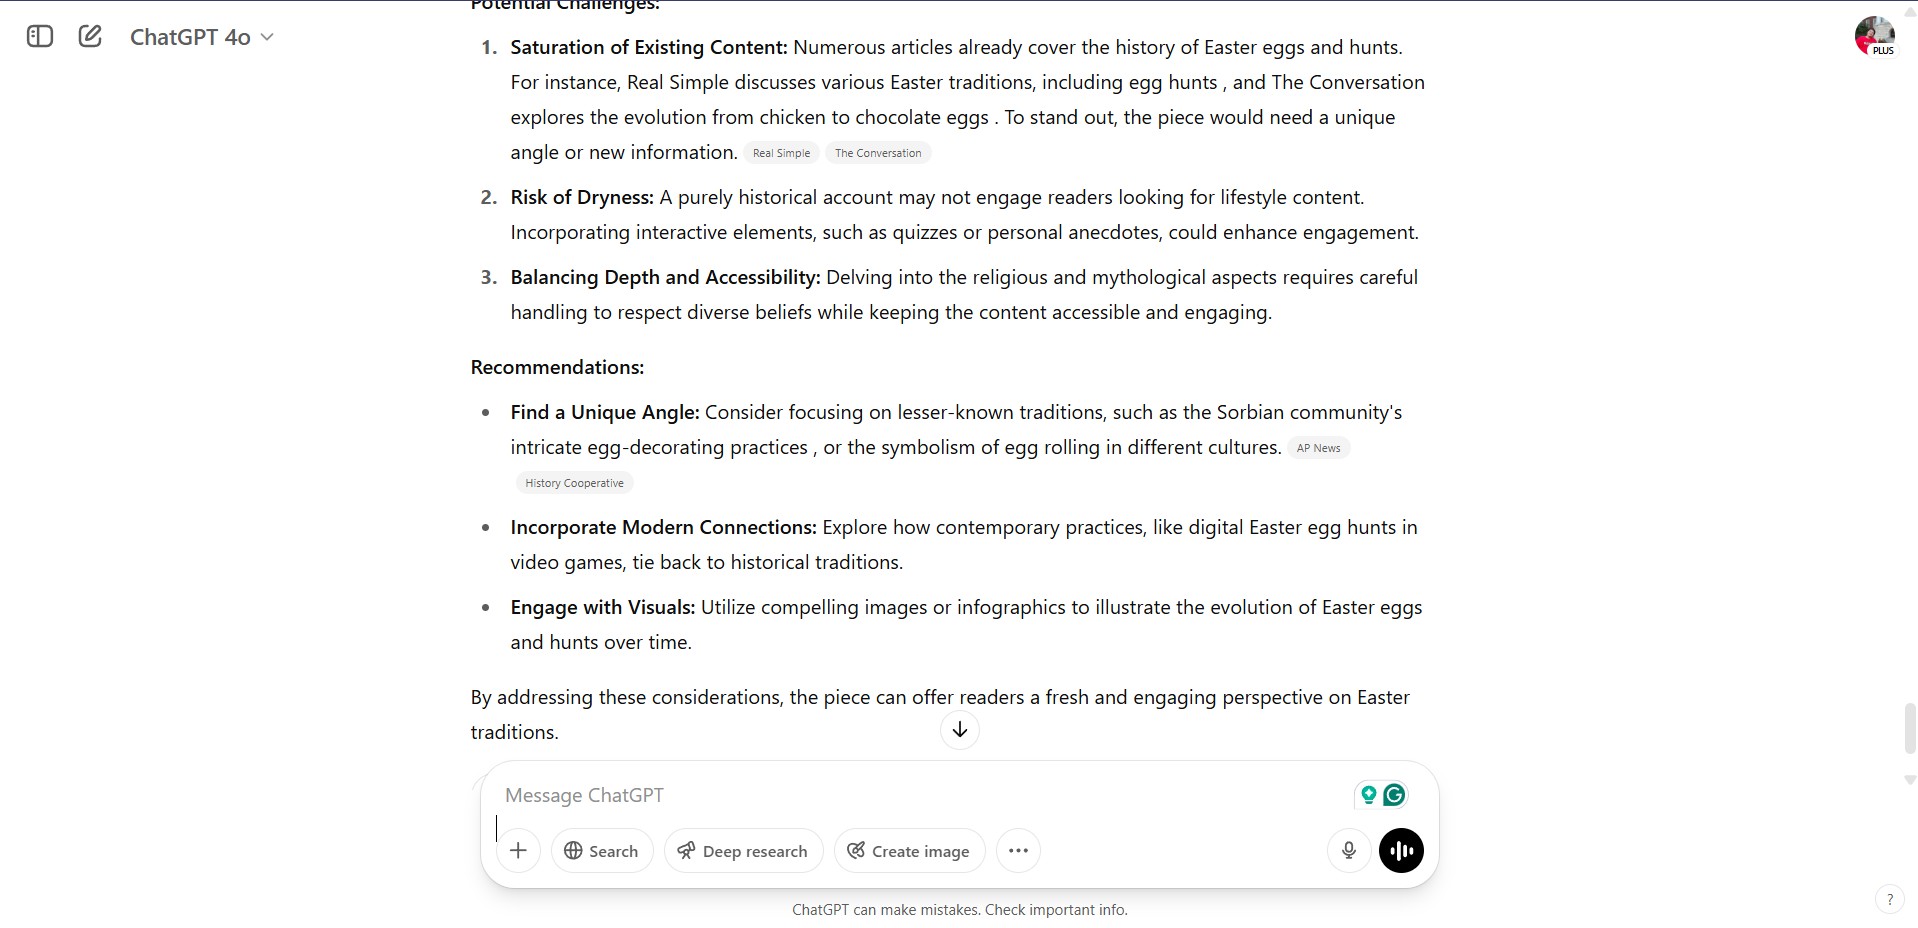 Potential Challenges:
ChatGPT 4o
PLUS
1. Saturation of Existing Content: Numerous articles already cover the history of Easter eggs and hunts.
For instance, Real Simple discusses various Easter traditions, including egg hunts , and The Conversation
explores the evolution from chicken to chocolate eggs . To stand out, the piece would need a unique
angle or new information. Real Simple The Conversation
2. Risk of Dryness: A purely historical account may not engage readers looking for lifestyle content.
Incorporating interactive elements, such as quizzes or personal anecdotes, could enhance engagement.
3. Balancing Depth and Accessibility: Delving into the religious and mythological aspects requires careful
handling to respect diverse beliefs while keeping the content accessible and engaging.
Recommendations:
• Find a Unique Angle: Consider focusing on lesser-known traditions, such as the Sorbian community's
intricate egg-decorating practices , or the symbolism of egg rolling in different cultures. AP News
History Cooperative
• Incorporate Modern Connections: Explore how contemporary practices, like digital Easter egg hunts in
video games, tie back to historical traditions.
• Engage with Visuals: Utilize compelling images or infographics to illustrate the evolution of Easter eggs
and hunts over time.
By addressing these considerations, the piece can offer readers a fresh and engaging perspective on Easter
traditions.
Message ChatGPT
Search Deep research Create image
ChatGPT can make mistakes. Check important info.
?